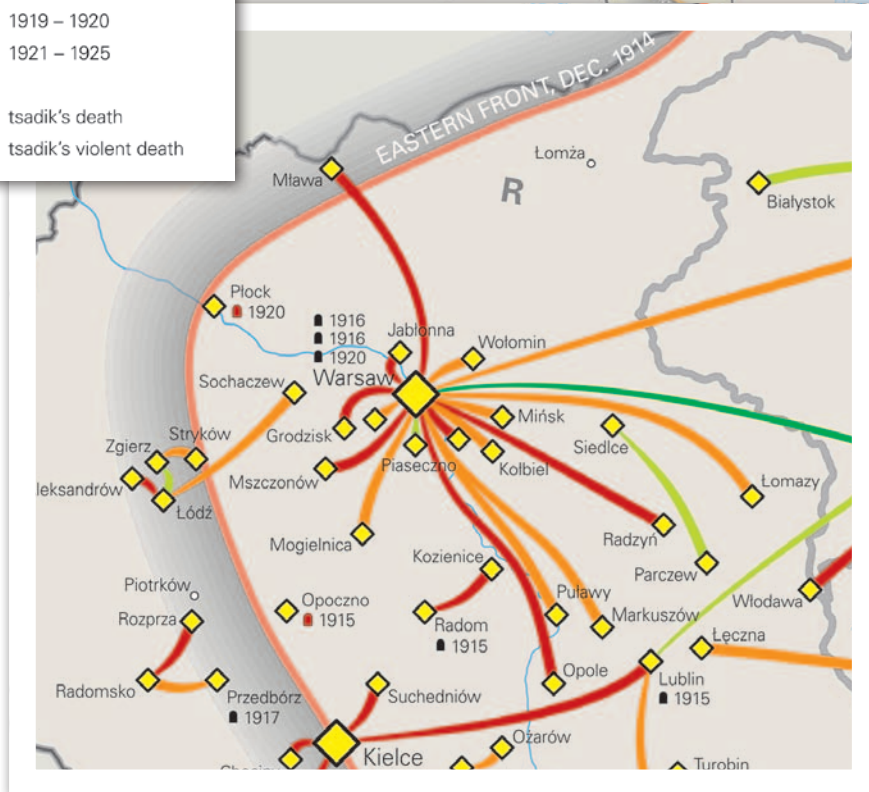 1919 – 1920
1921 – 1925
tsadik's death
tsadik's violent death
EASTERN FRONT, DEC. 1914
Łomża
R
Mława
Białystok
Płock
1920
1916
1916
1920
Jabłonna
Wołomin
Warsaw
Sochaczew
Mińsk
Grodzisk
Siedlce
Zgierz
Stryków
Piaseczno
Kołbiel
Mszczonów
Łomazy
leksandrów
Łódź
Mogielnica
Radzyń
Kozienice
Parczew
Piotrków
Puławy
Włodawa
Opoczno
1915
Rozprza
Radom
1915
Markuszów
Łęczna
Radomsko
Przedbórz
1917
Suchedniów
Opole
Lublin
1915
Ożarów
Kielce
Turobin